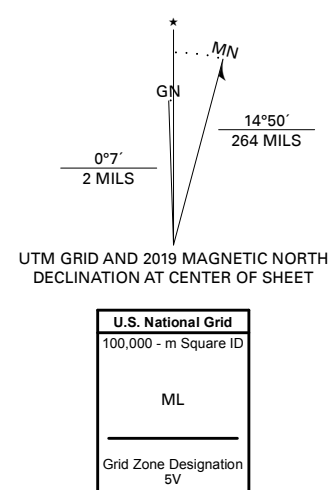 ★
MN
GN
14°50´
264 MILS
0°7´
2 MILS
UTM GRID AND 2019 MAGNETIC NORTH
DECLINATION AT CENTER OF SHEET
U.S. National Grid
100,000 - m Square ID
ML
Grid Zone Designation
5V